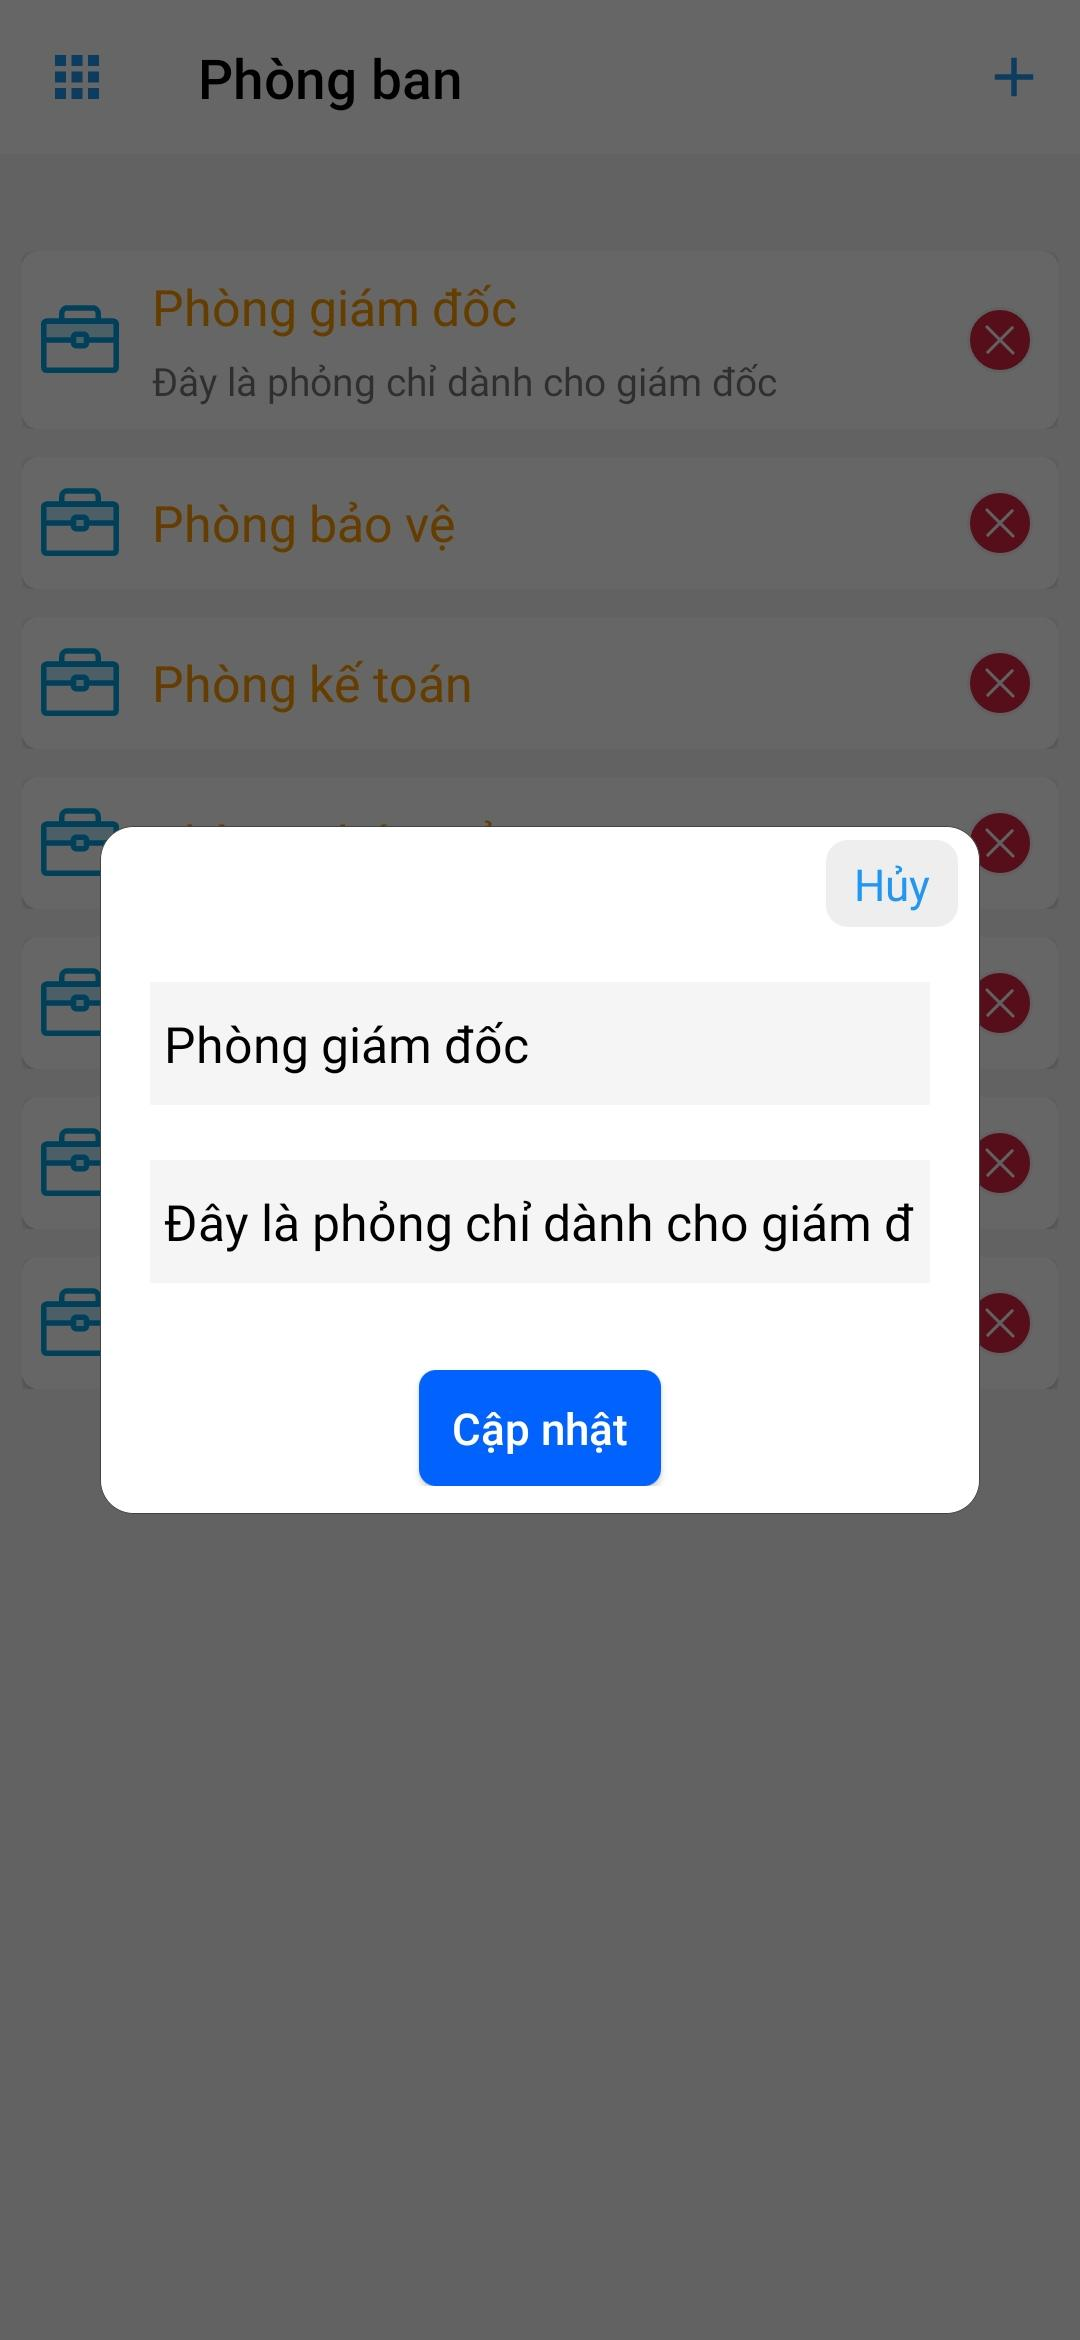 Phòng ban
Phòng giám đốc
Đây là phỏng chỉ dành cho giám đốc
Phòng bảo vệ
Phòng kế toán
Hủy
Phòng giám đốc
Đây là phỏng chỉ dành cho giám đ
Cập nhật